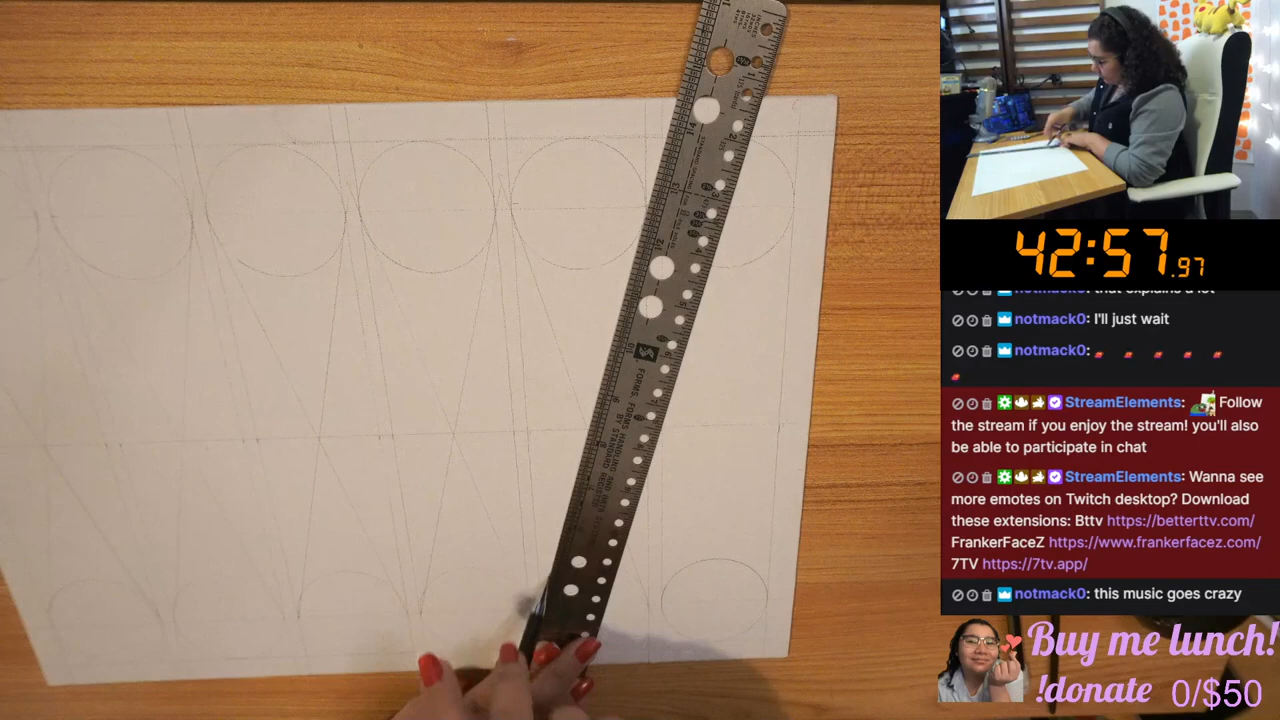 42:57.97
notmack0: I'll just wait
notmack0:
StreamElements: Follow
the stream if you enjoy the stream! you'll also
be able to participate in chat
StreamElements: Wanna see
more emotes on Twitch desktop? Download
these extensions: Bttv https://betterttv.com/
FrankerFaceZ https://www.frankerfacez.com/
7TV https://7tv.app/
notmack0: this music goes crazy
Buy me lunch!
!donate 0/$50